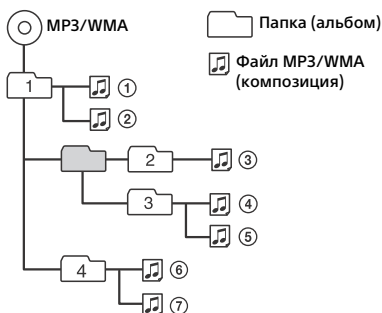 MP3/WMA
Папка (альбом)
Файл MP3/WMA
(композиция)
1
①
②
2
③
3
④
⑤
4
⑥
⑦